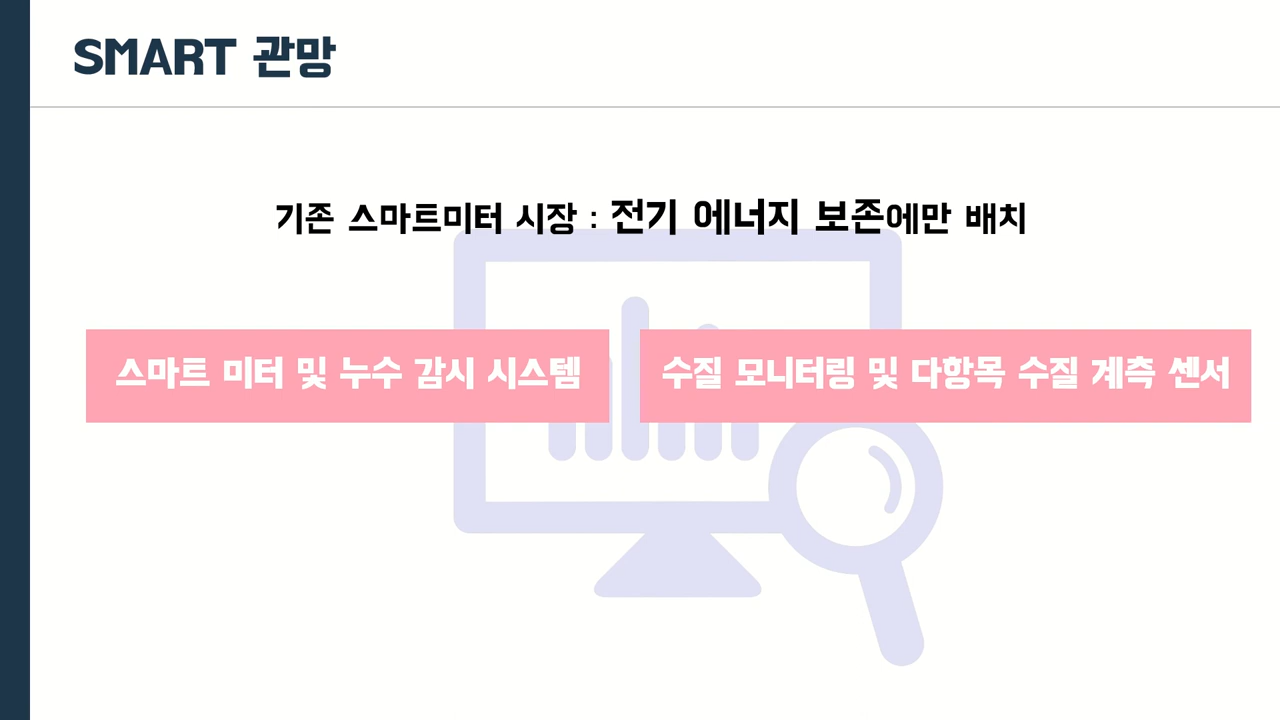 SMART 관망
기존 스마트미터 시장 : 전기 에너지 보존에만 배치
스마트 미터 및 누수 감시 시스템
수질 모니터링 및 다항목 수질 계측 센서